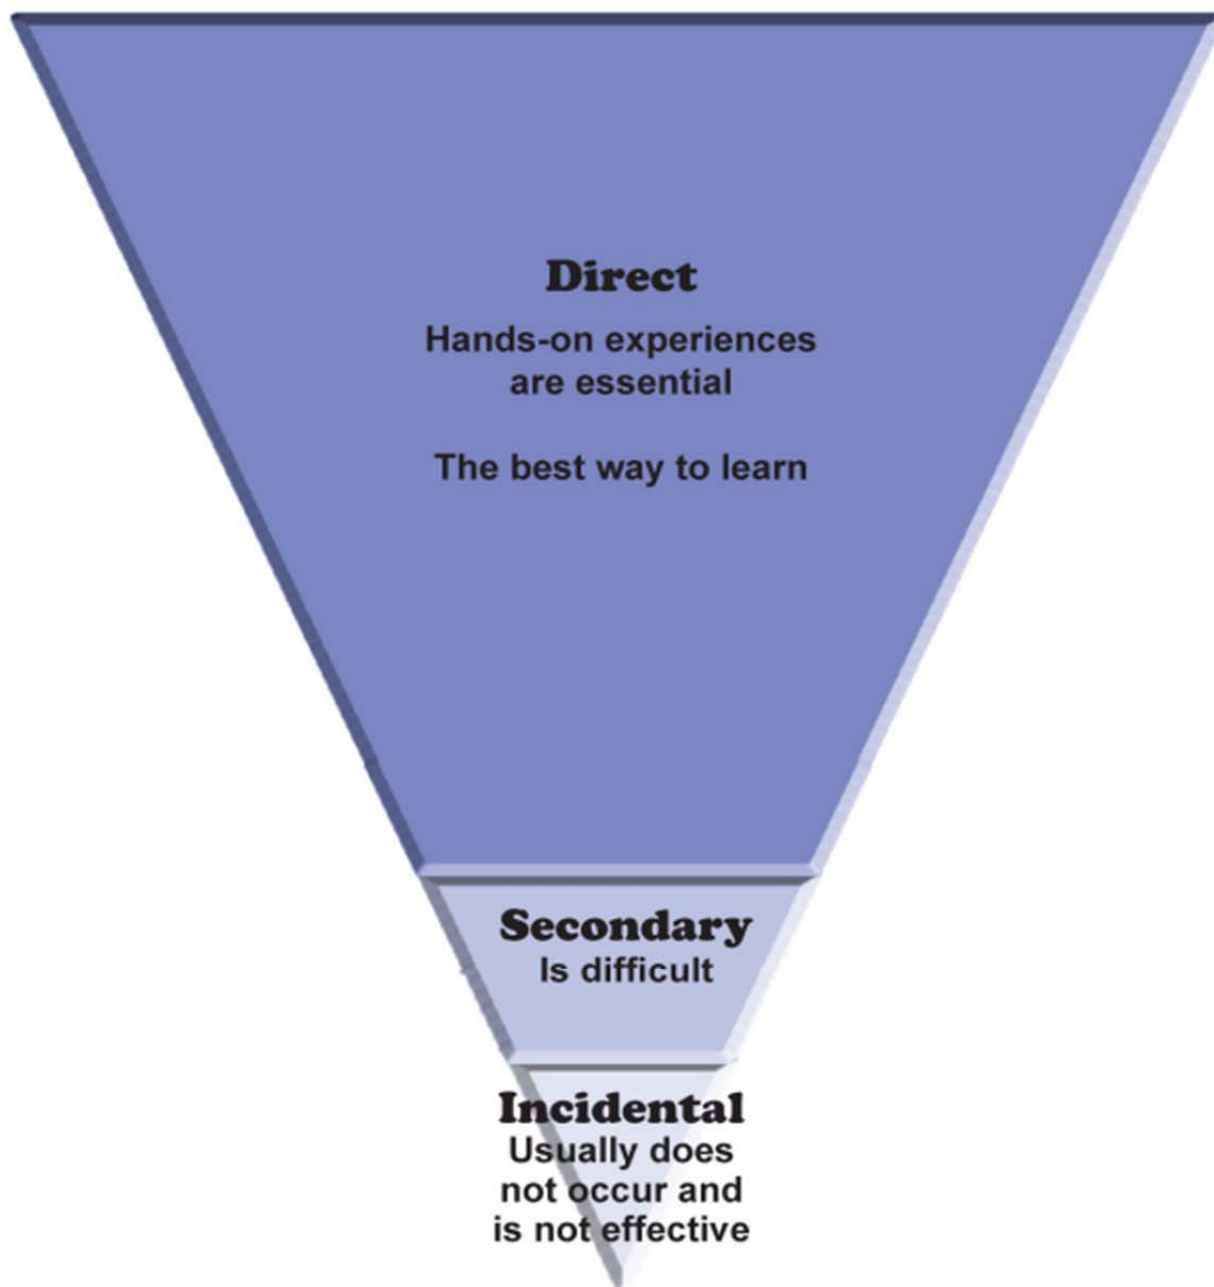 Direct
Hands-on experiences
are essential
The best way to learn
Secondary
Is difficult
Incidental
Usually does
not occur and
is not effective